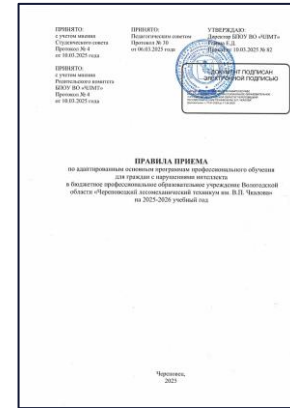 ПРИНЯТО:
с учетом мнения
Студенческого совета
Протокол № 4
от 10.03.2025 года
ПРИНЯТО:
Педагогическим советом
Протокол № 30
от 06.03.2025 года
УТВЕРЖДАЮ:
Директор БПОУ ВО «ЧЛМТ»
10.03.2025 № 82
ПРИНЯТО:
с учетом мнения
Родительского комитета
БПОУ ВО «ЧЛМТ»
Протокол № 4
от 10.03.2025 года
ДОКУМЕНТ ПОДПИСАН
ЭЛЕКТРОННОЙ ПОДПИСЬЮ
ПРАВИЛА ПРИЕМА
по адаптированным основным программам профессионального обучения
для граждан с нарушениями интеллекта
в бюджетное профессиональное образовательное учреждение Вологодской
области «Череповецкий лесомеханический техникум им. В.П. Чкалова»
на 2025-2026 учебный год
Череповец,
2025